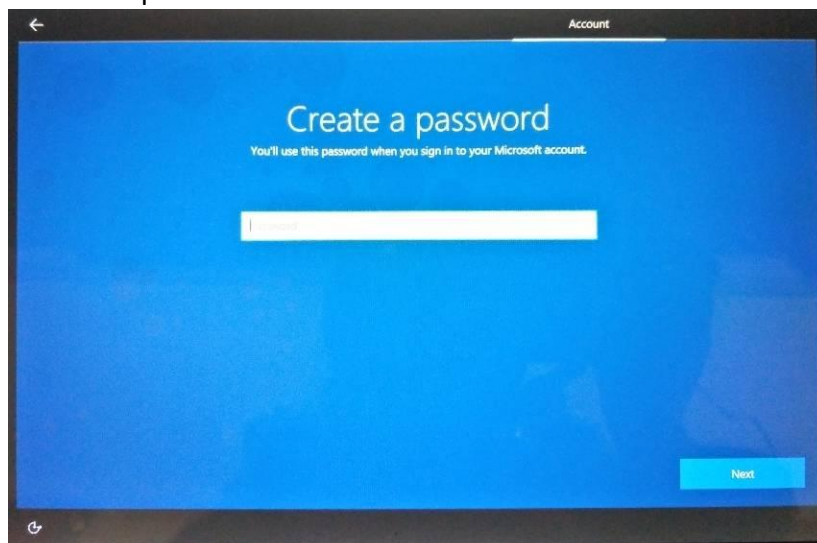 Account
Create a password
You'll use this password when you sign in to your Microsoft account.
Next